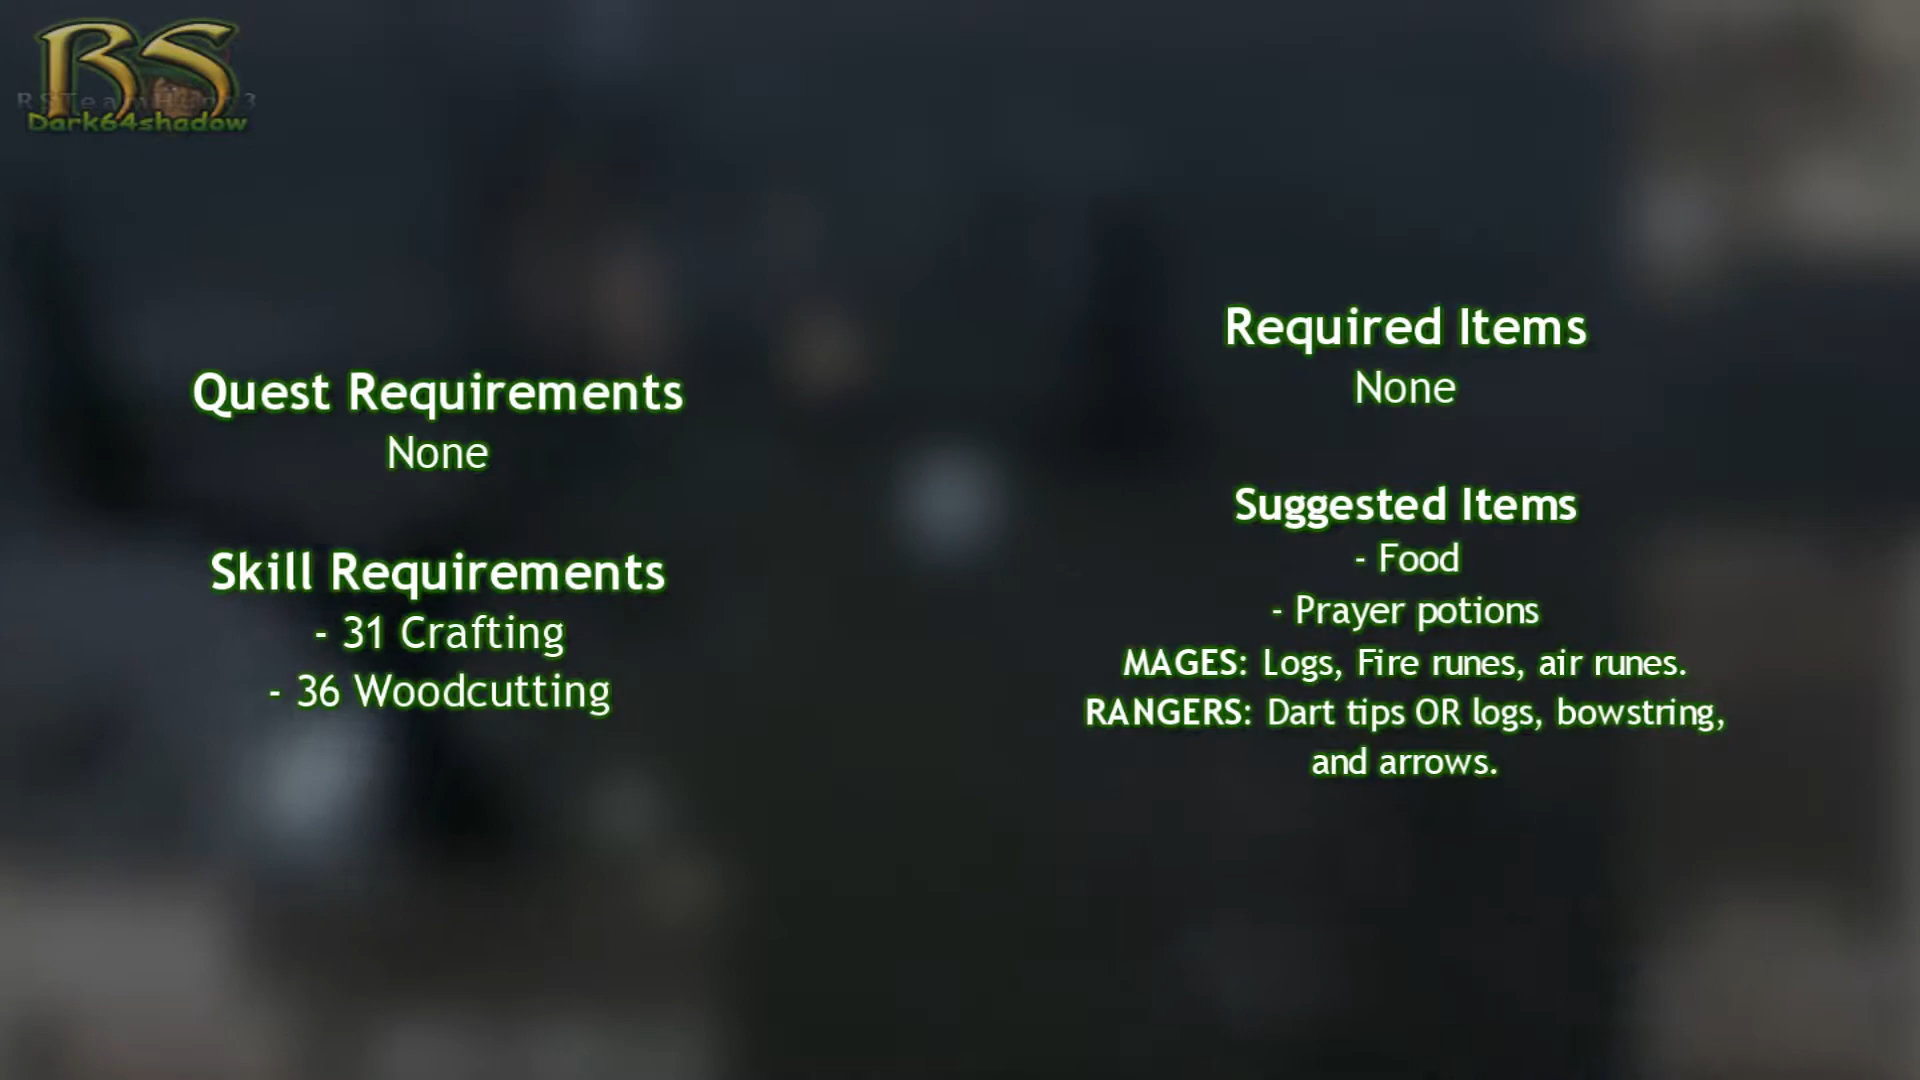 RS
Dark64shadow
Quest Requirements
None
Skill Requirements
- 31 Crafting
- 36 Woodcutting
Required Items
None
Suggested Items
- Food
- Prayer potions
MAGES: Logs, Fire runes, air runes.
RANGERS: Dart tips OR logs, bowstring,
and arrows.